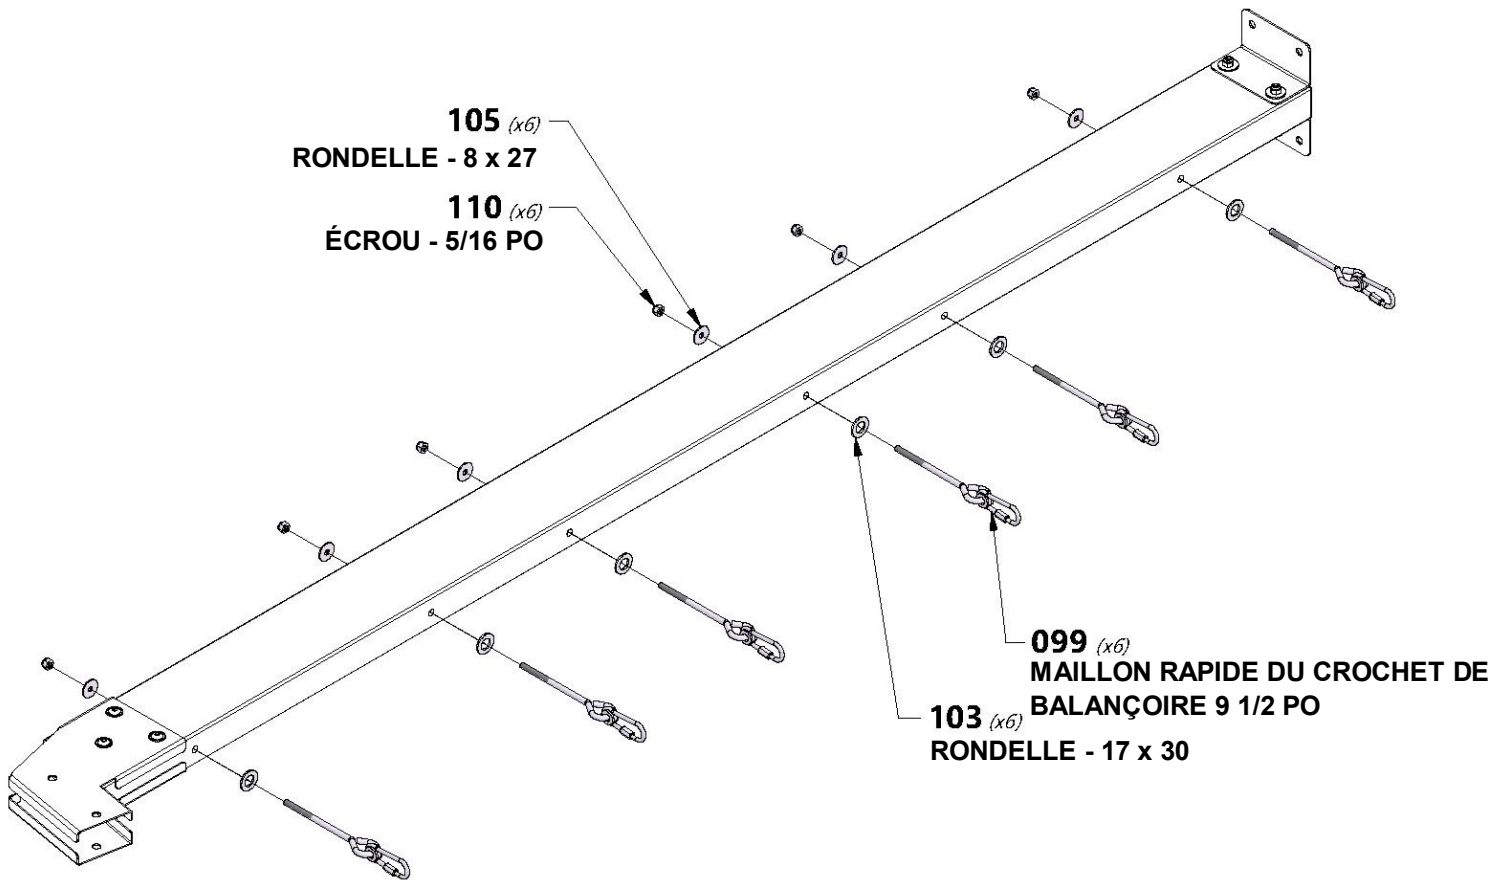 105 (x6)
RONDELLE - 8 x 27
110 (x6)
ÉCROU - 5/16 PO
099 (x6)
MAILLON RAPIDE DU CROCHET DE
BALANÇOIRE 9 1/2 PO
103 (x6)
RONDELLE - 17 x 30